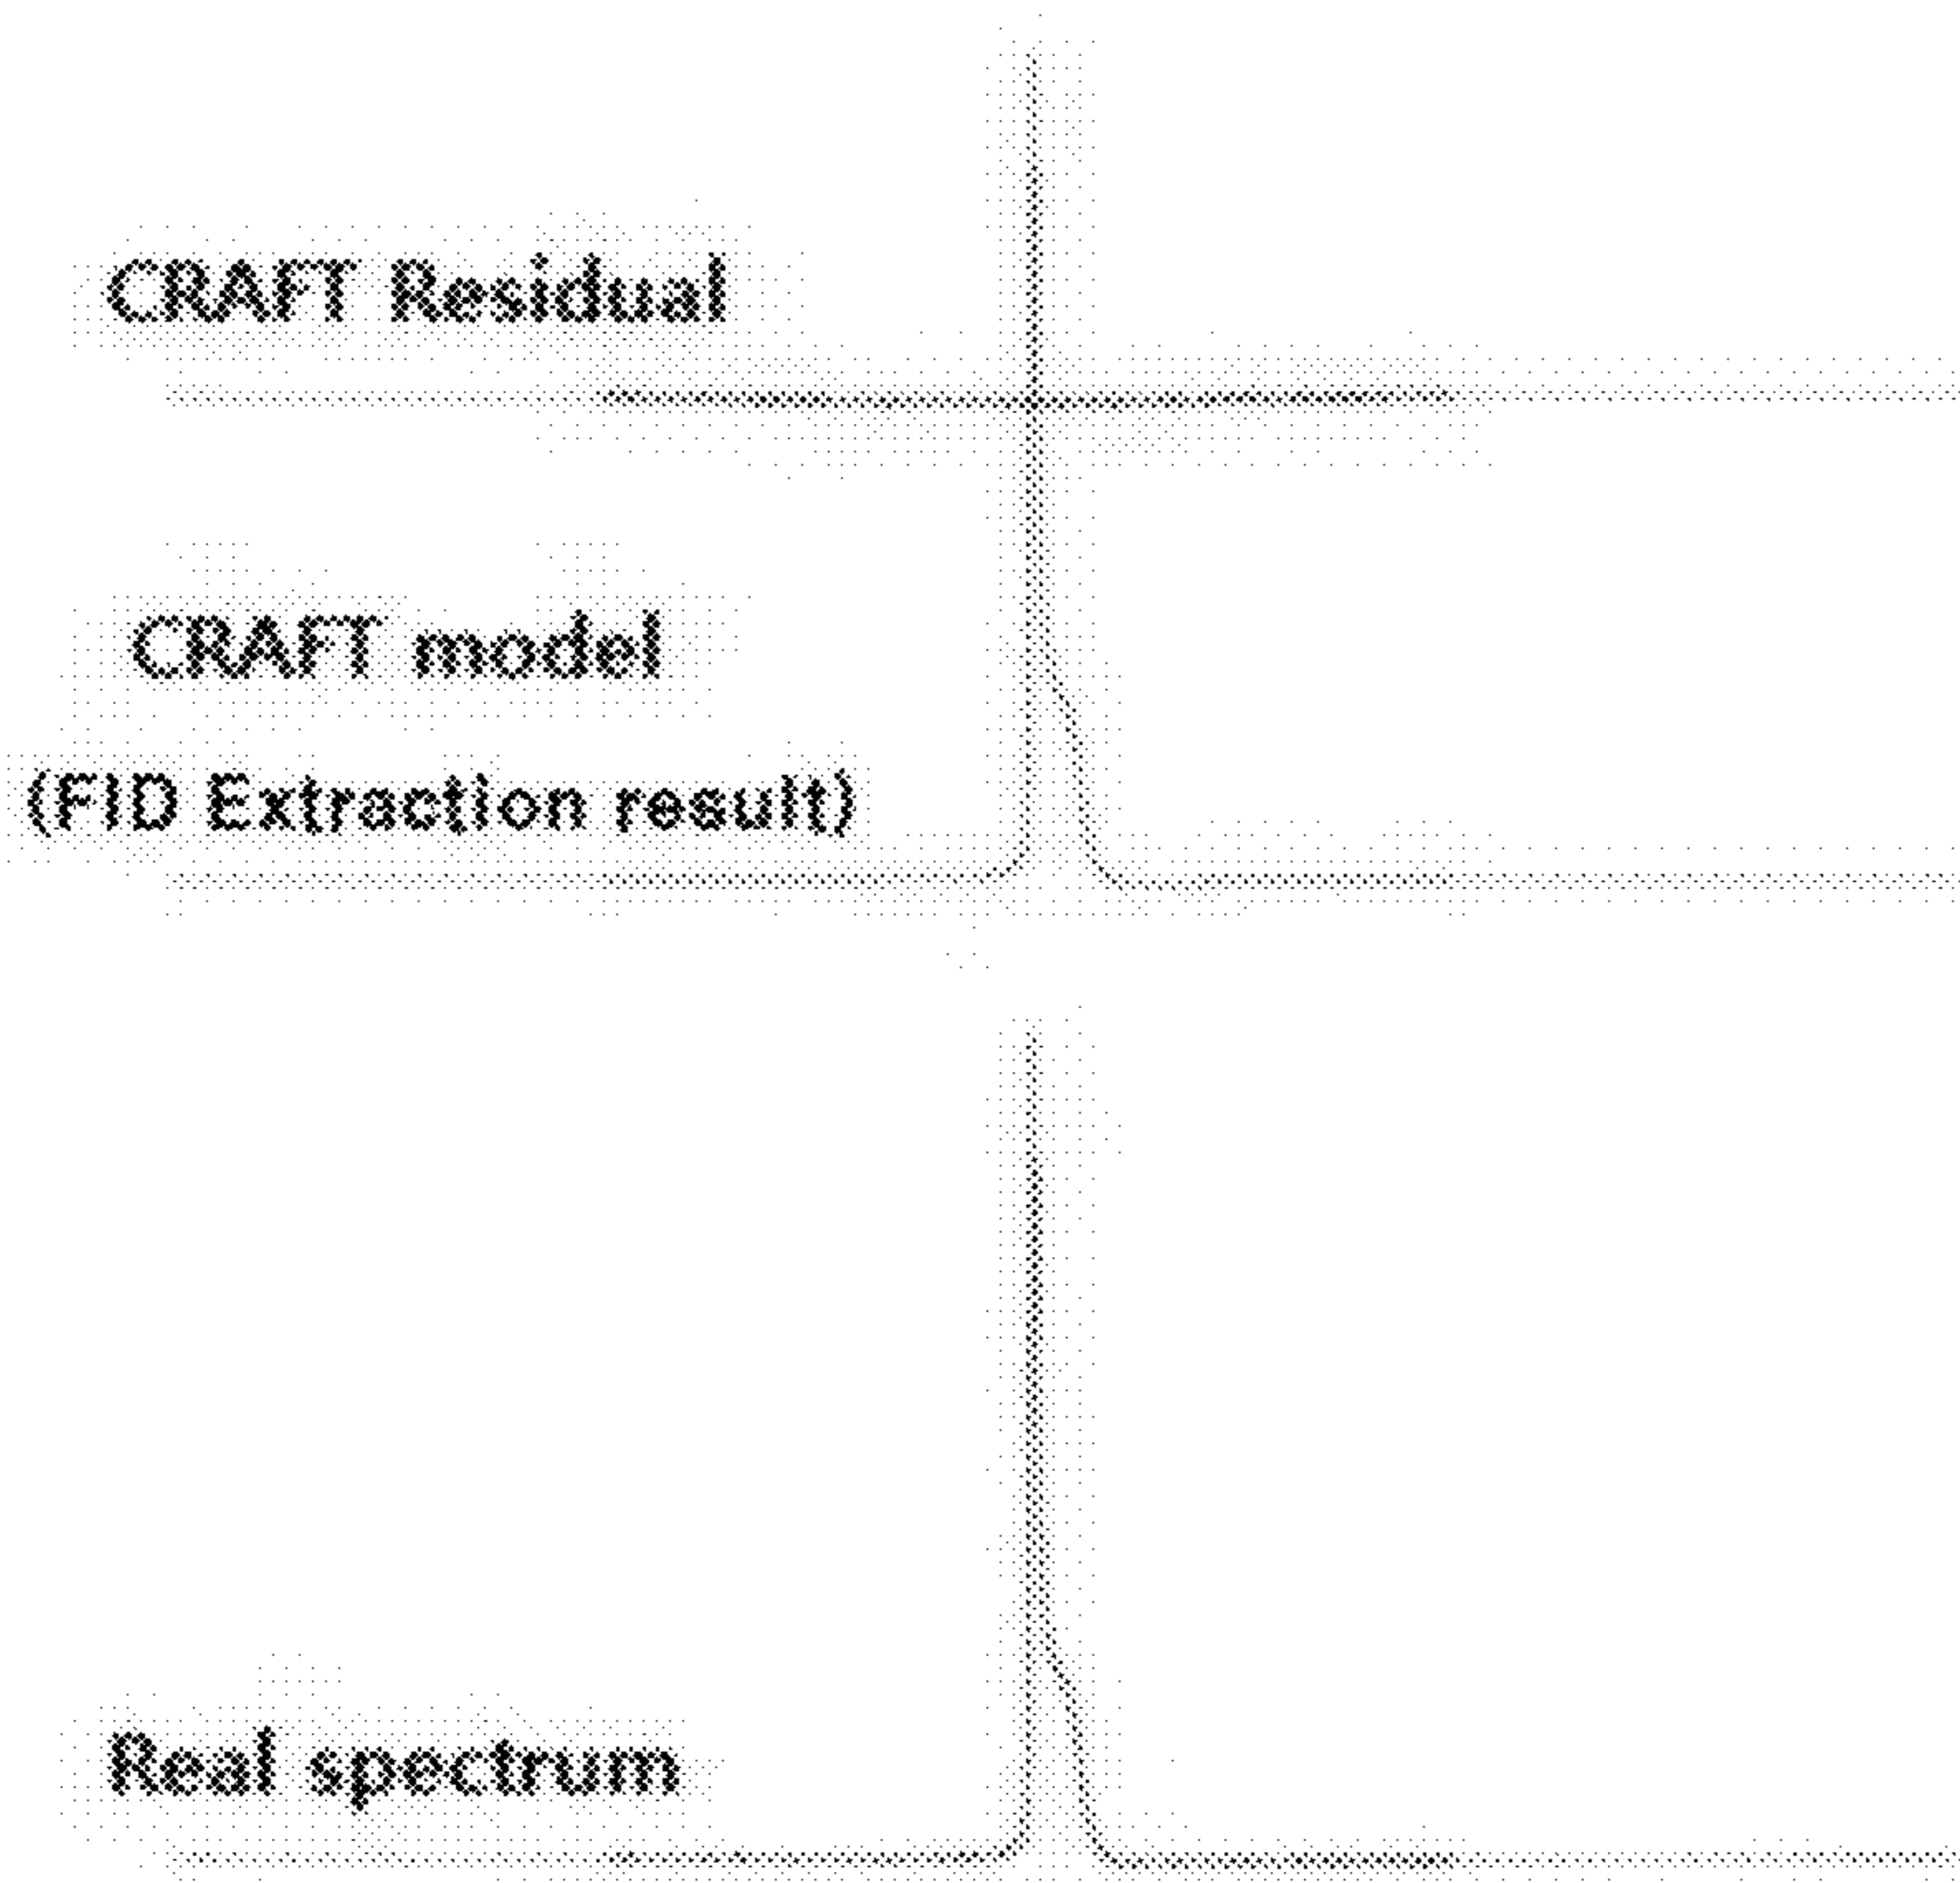 CRAFT Residual
CRAFT model
(FID Extraction result)
Real spectrum